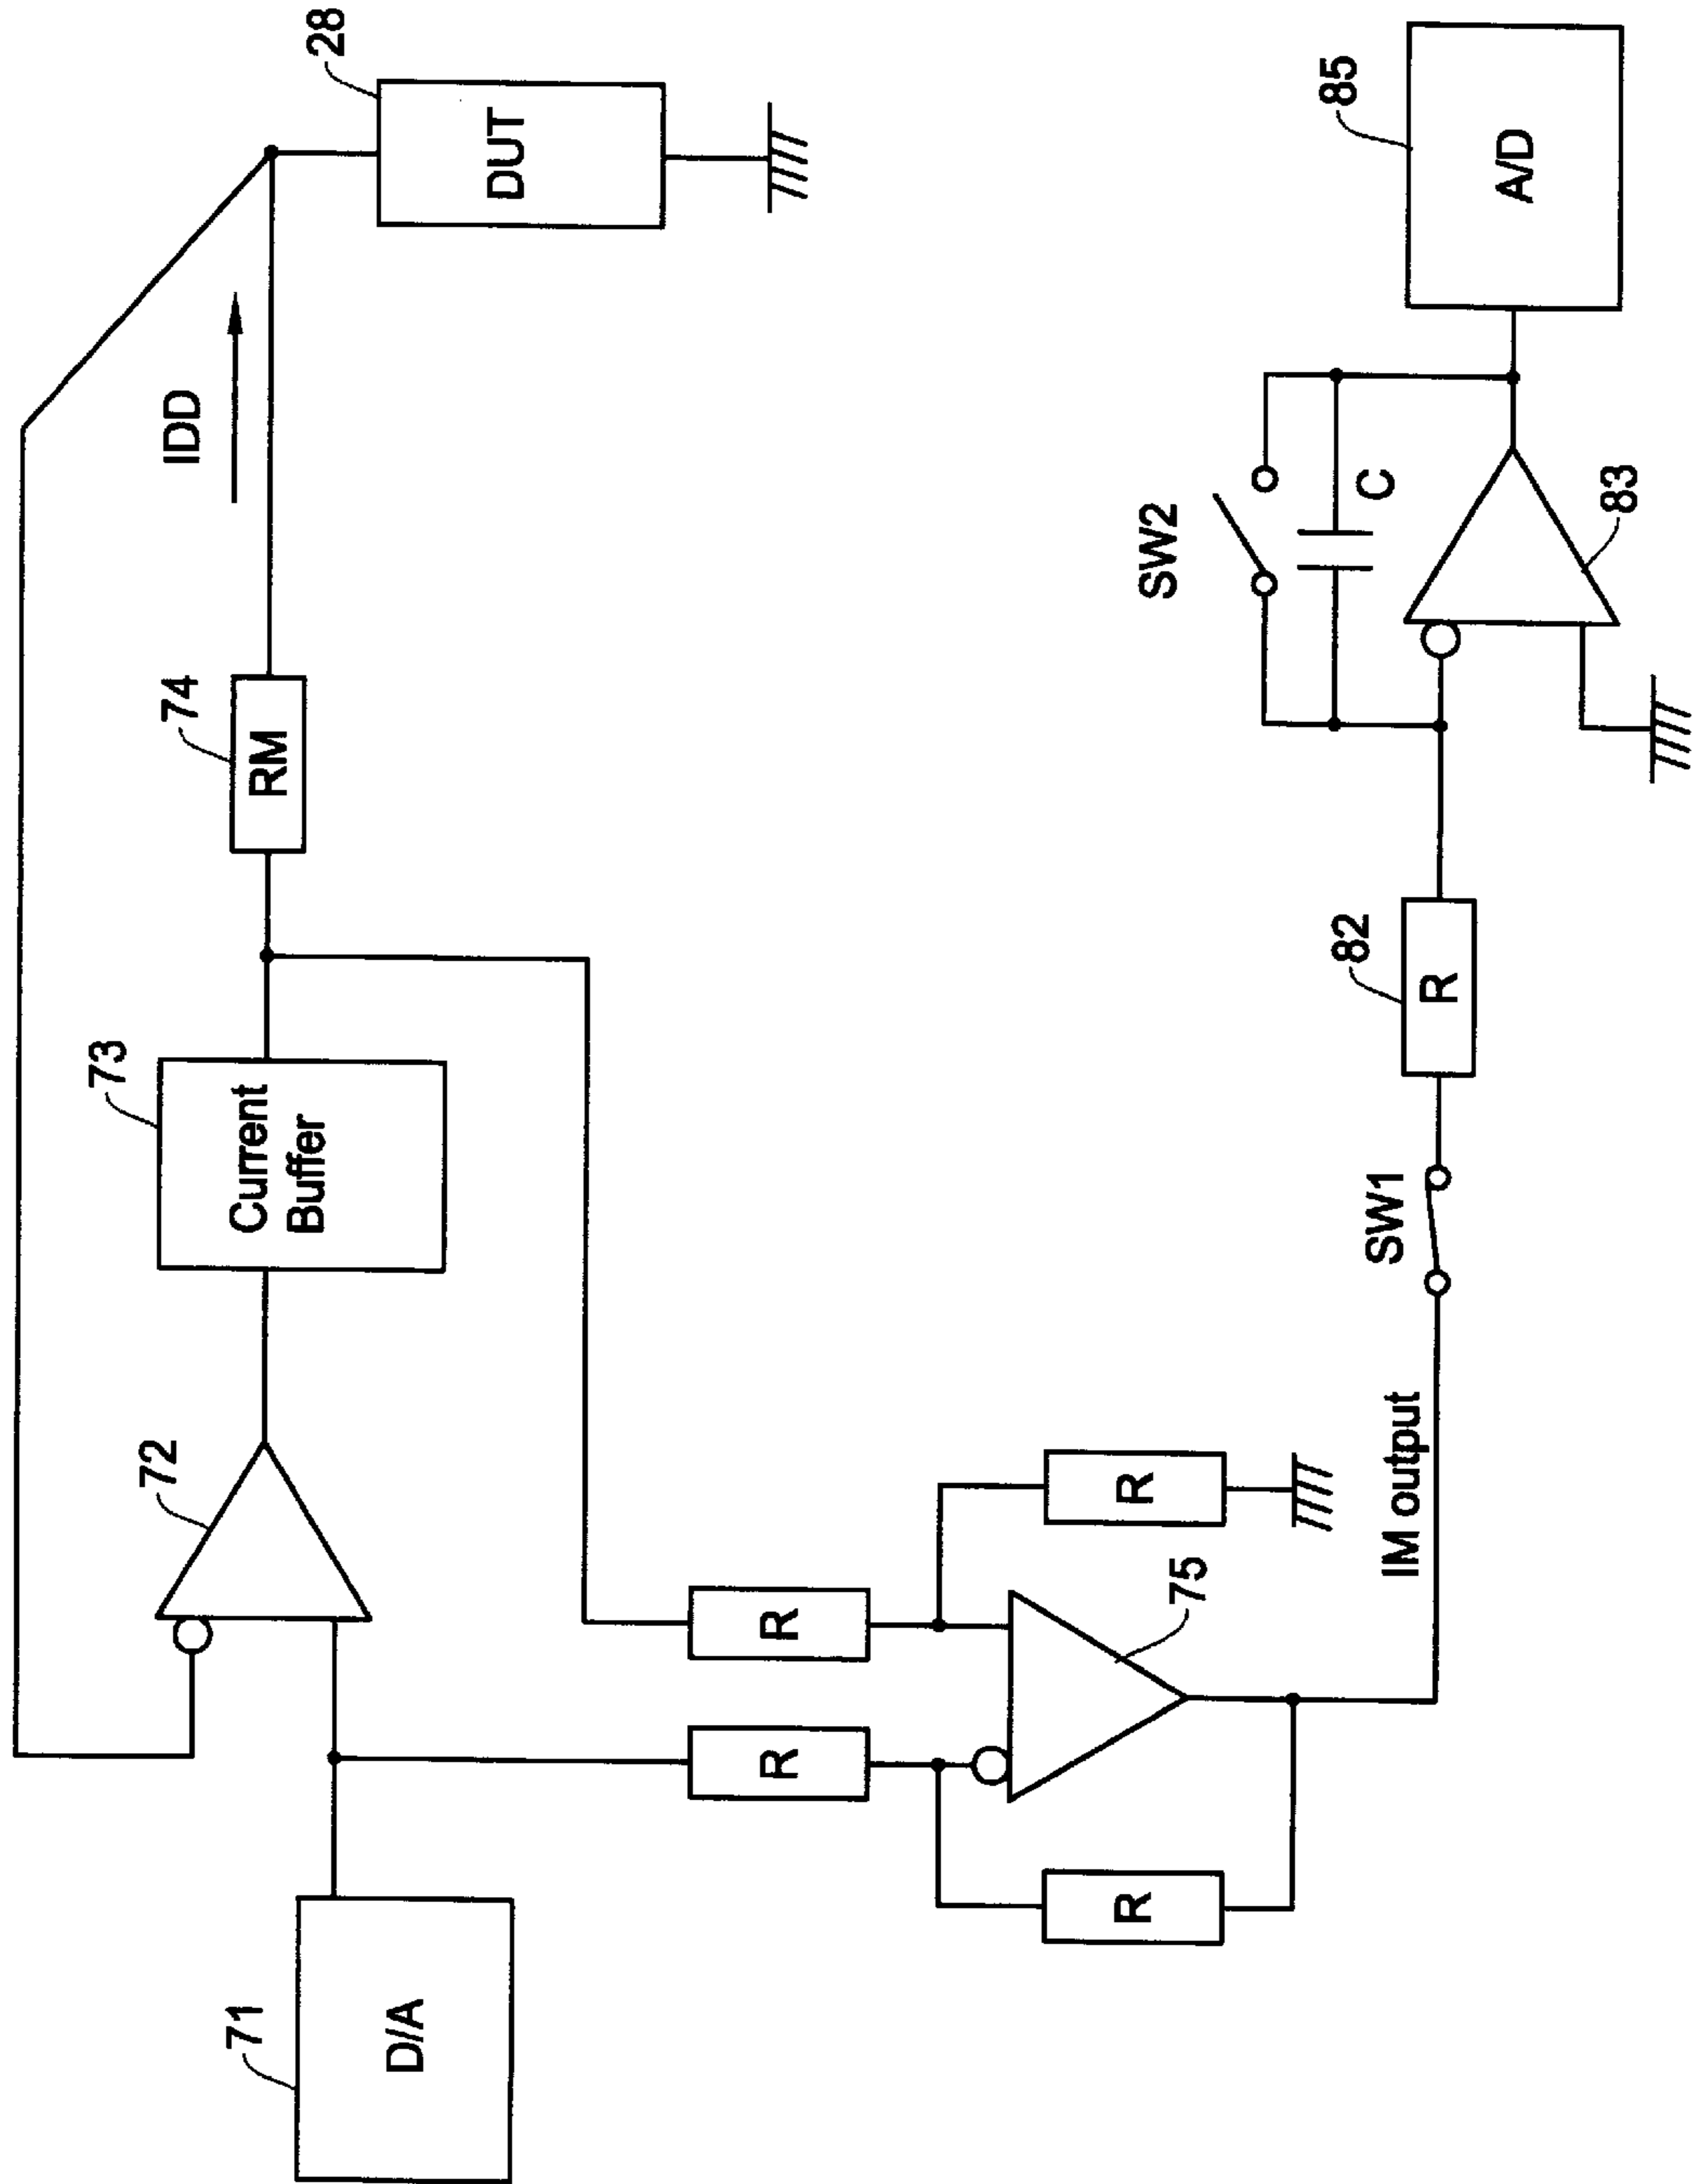 71
D/A
72
73
Current
Buffer
74
RM
IDD
28
DUT
R
R
R
R
75
IM output
SW1
82
R
SW2
C
83
85
A/D